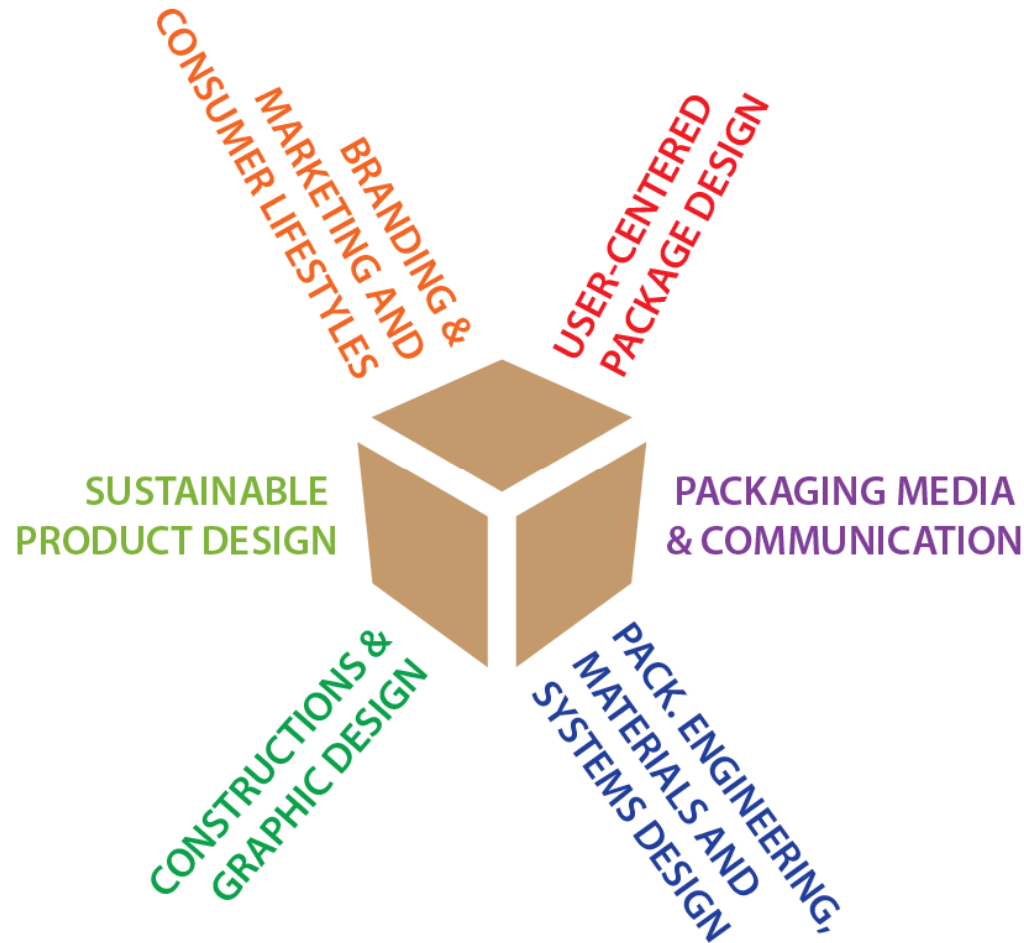 BRANDING &
MARKETING AND
CONSUMER LIFESTYLES
USER-CENTERED
PACKAGE DESIGN
SUSTAINABLE
PRODUCT DESIGN
PACKAGING MEDIA
& COMMUNICATION
CONSTRUCTIONS &
GRAPHIC DESIGN
PACK. ENGINEERING,
MATERIALS AND
SYSTEMS DESIGN